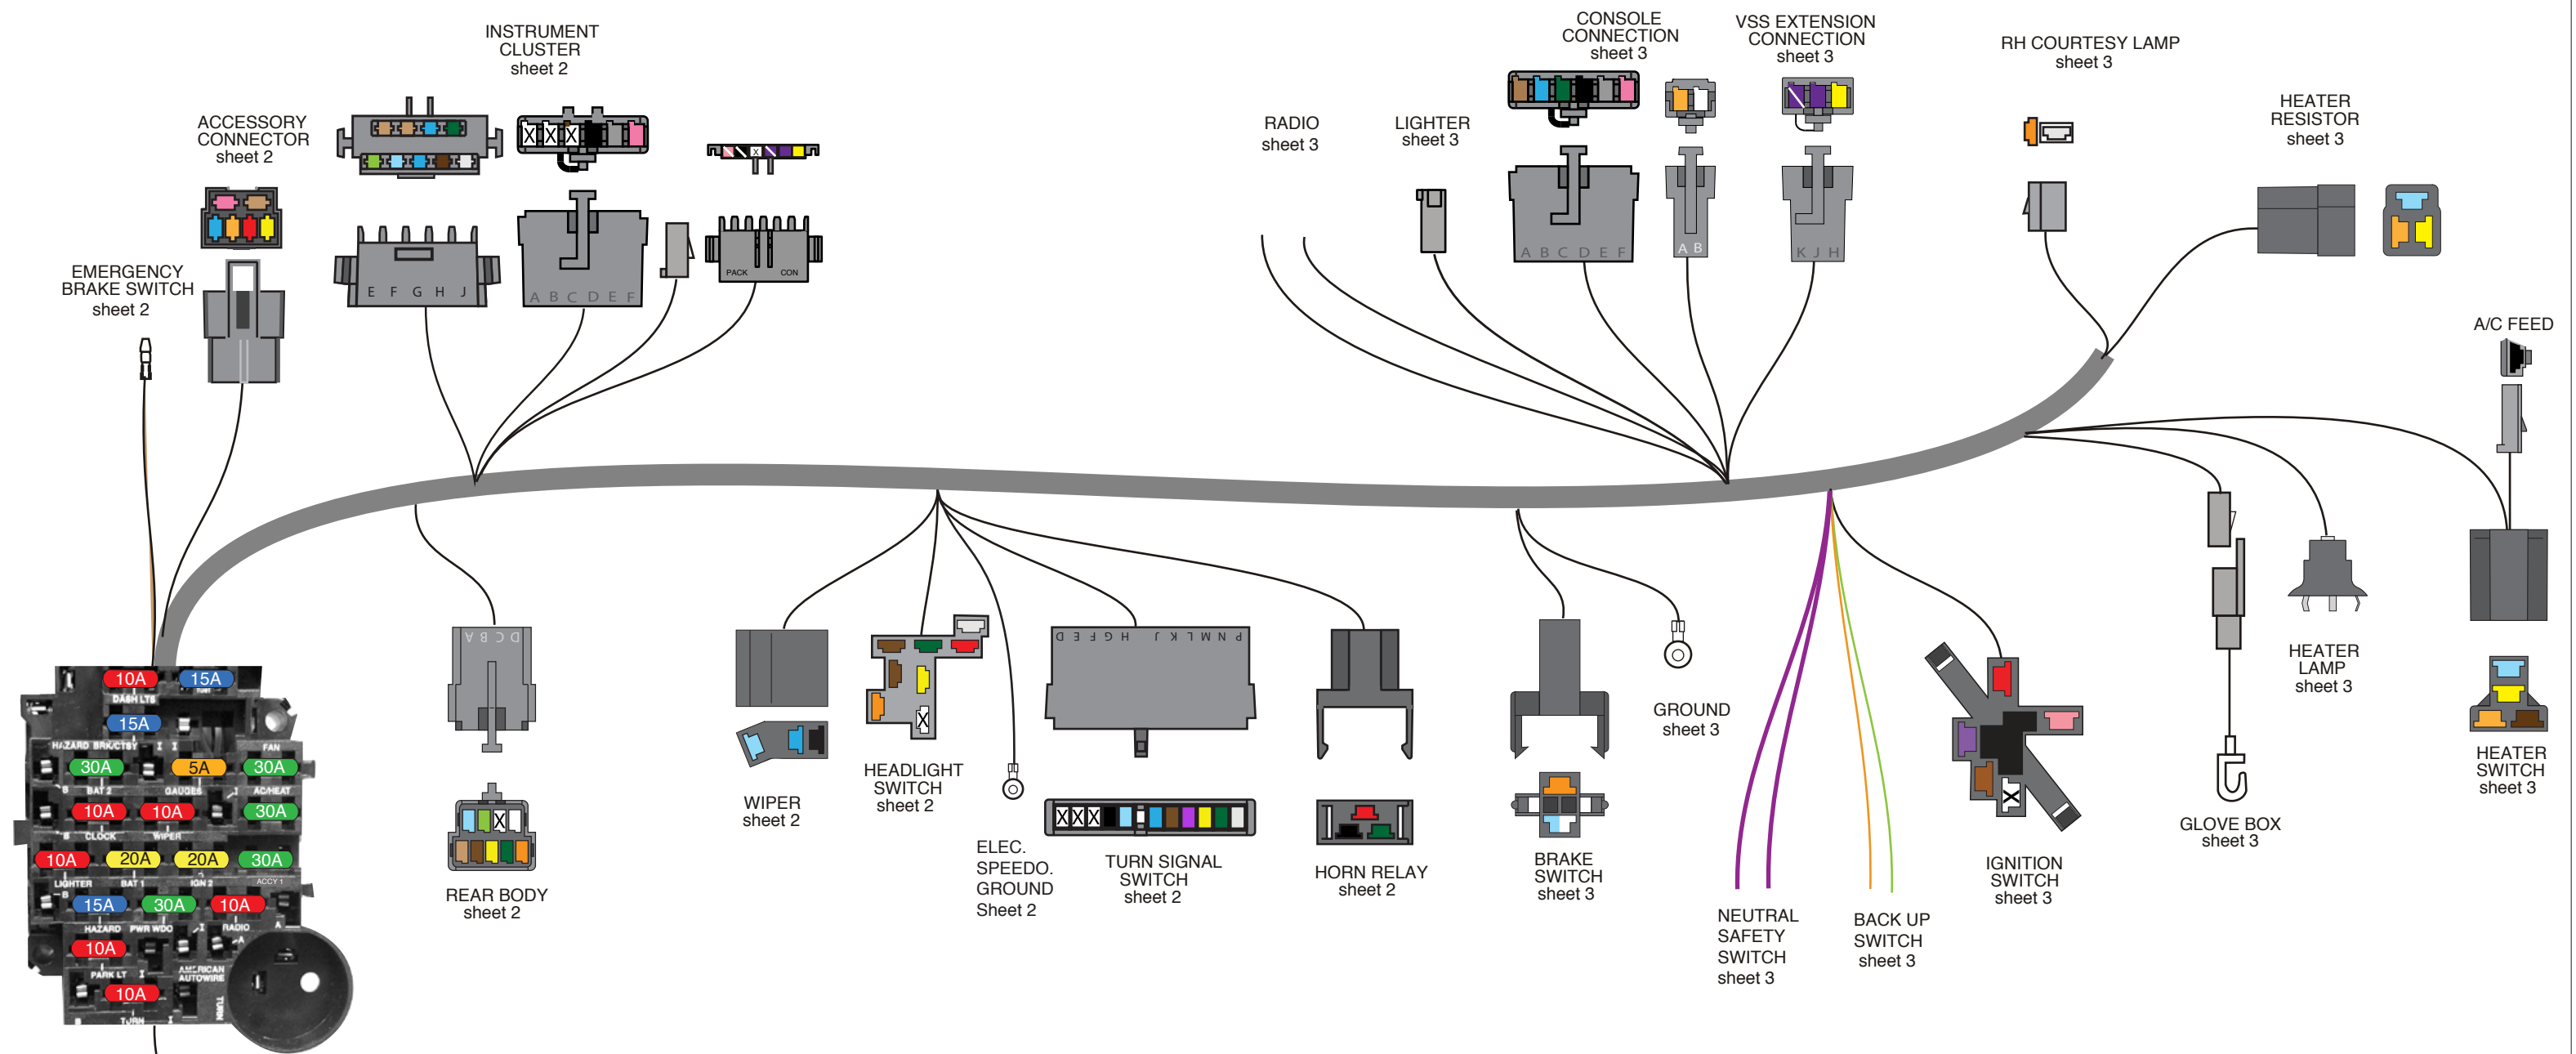 INSTRUMENT
CLUSTER
sheet 2
ACCESSORY
CONNECTOR
sheet 2
EMERGENCY
BRAKE SWITCH
sheet 2
X X X
X
E F G H J
A B C D E F
PACK CON
RADIO
sheet 3
LIGHTER
sheet 3
CONSOLE
CONNECTION
sheet 3
VSS EXTENSION
CONNECTION
sheet 3
A B C D E F
A B
K J H
RH COURTESY LAMP
sheet 3
HEATER
RESISTOR
sheet 3
A/C FEED
10A 15A
DASH LTS
15A
HAZARD BRK/CTSY I I FAN
30A 5A 30A
B BAT 2 GAUGES I AC/HEAT
10A 10A 30A
B CLOCK WIPER
10A 20A 20A 30A
LIGHTER BAT 1 IGN 2 ACCY 1
B
15A 30A 10A
HAZARD PWR WDO I RADIO A
A
10A
PARK LT I AMERICAN
AUTOWIRE
10A
B TURN I
TURN
A B C D
X
REAR BODY
sheet 2
WIPER
sheet 2
X
HEADLIGHT
SWITCH
sheet 2
ELEC.
SPEEDO.
GROUND
Sheet 2
D E F G H J K L M N P
X X X
TURN SIGNAL
SWITCH
sheet 2
HORN RELAY
sheet 2
BRAKE
SWITCH
sheet 3
GROUND
sheet 3
NEUTRAL
SAFETY
SWITCH
sheet 3
BACK UP
SWITCH
sheet 3
X
IGNITION
SWITCH
sheet 3
GLOVE BOX
sheet 3
HEATER
LAMP
sheet 3
HEATER
SWITCH
sheet 3